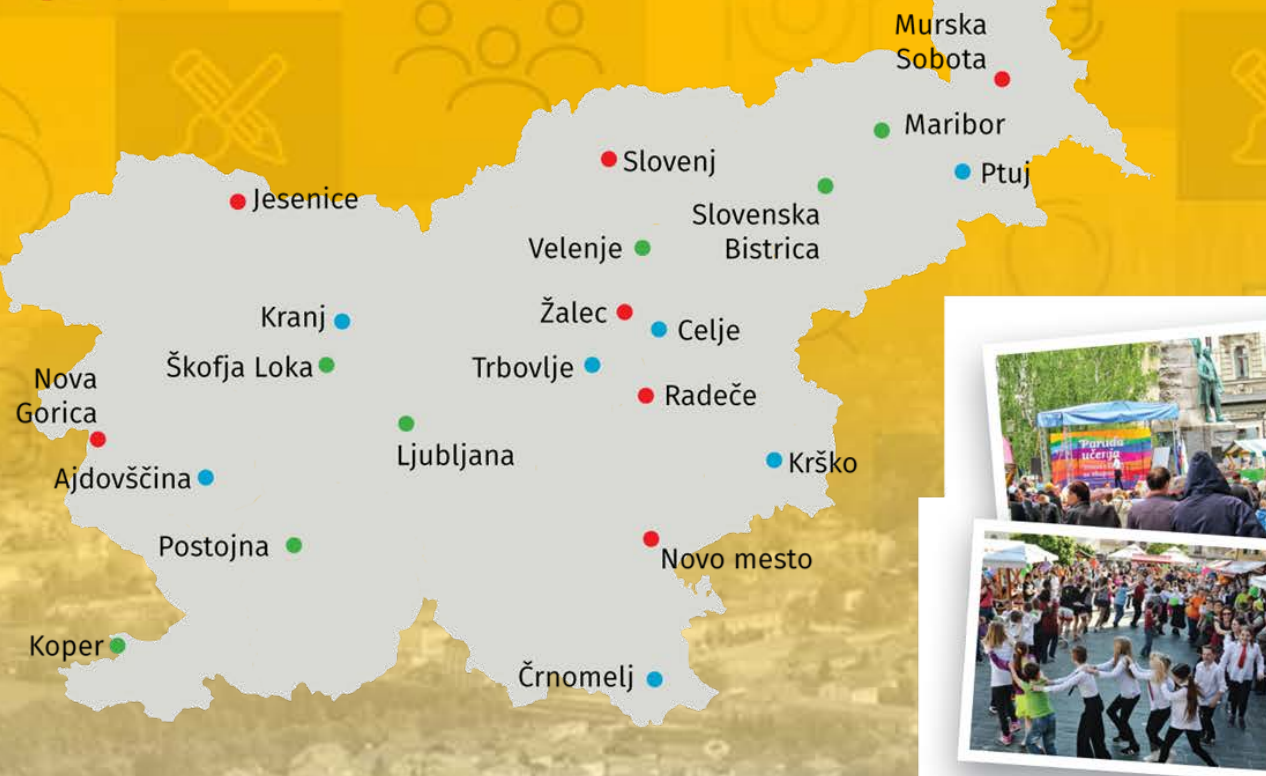 Murska
Sobota
Maribor
Slovenj
Ptuj
Jesenice
Slovenska
Bistrica
Velenje
Žalec
Kranj
Celje
Škofja Loka
Trbovlje
Nova
Gorica
Radeče
Ljubljana
Krško
Ajdovščina
Postojna
Novo mesto
Koper
Črnomelj
Parada
učenja